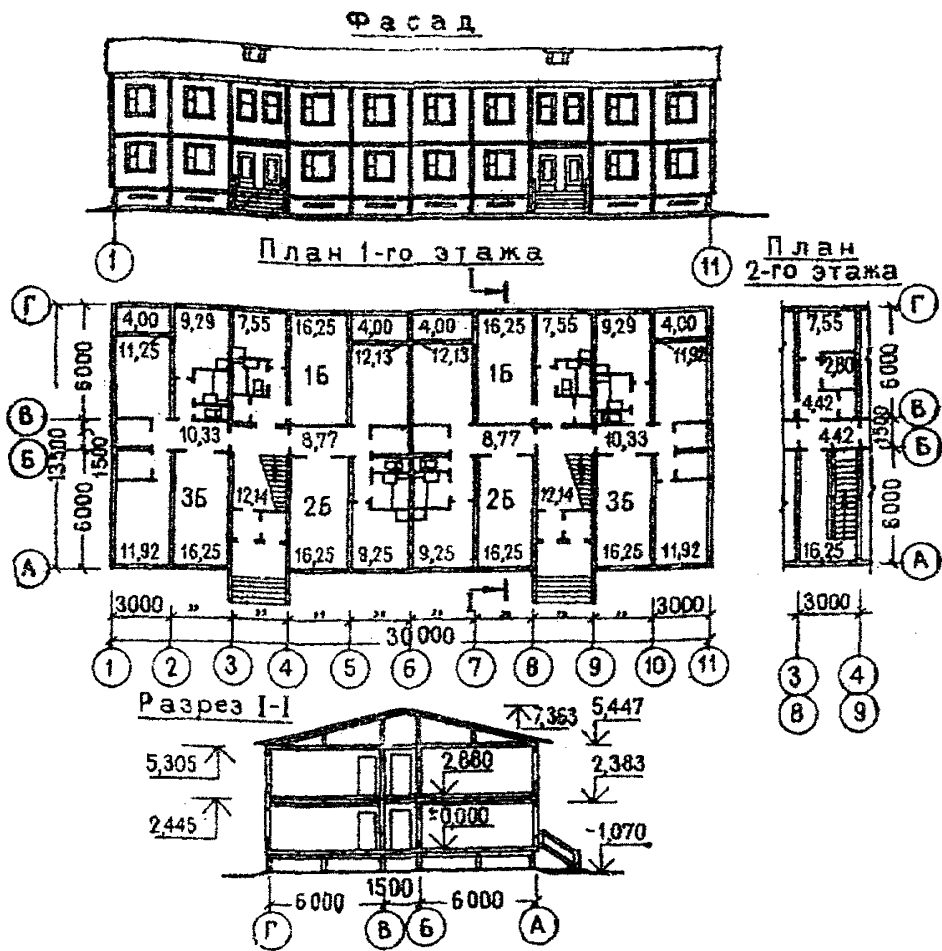 Фасад
1 11
План 1-го этажа
План
2-го этажа
Г 4,00 9,29 7,55 16,25 4,00 4,00 16,25 7,55 9,29 4,00 7,55 Г
11,25 12,13 12,13 11,92
6000 1Б 1Б 2,80 6000
В 4,42 В
13500 1500 10,33 8,77 8,77 10,33 4,42 1500
Б Б
6000 3Б 12,14 2Б 2Б 12,14 3Б 6000
А 11,92 16,25 16,25 9,25 9,25 16,25 16,25 11,92 16,25 А
3000 " " " " " " " " 3000 3000
30 000
1 2 3 4 5 6 7 8 9 10 11 3 4
8 9
Разрез I-I
7,363 5,447
5,305 2,880 2,383
2,445 ±0,000 -1,070
1500
6000 6000
Г В Б А